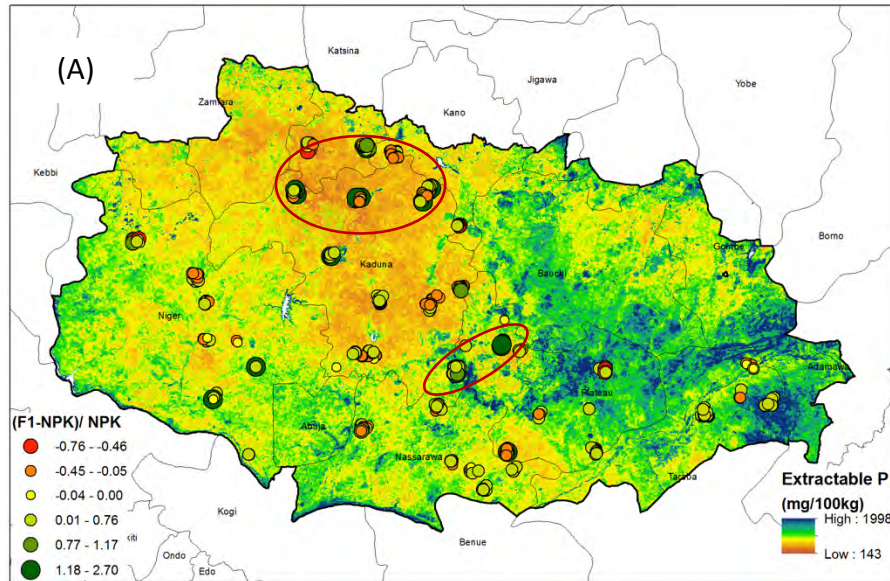 (A)
Katsina
Jigawa
Yobe
Zamfara
Kano
Kebbi
Borno
Gombe
Kaduna
Bauchi
Niger
Adamawa
Plateau
Abuja
Nassarawa
Taraba
Kogi
Benue
Ondo
Edo
(F1-NPK)/ NPK
-0.76 - -0.46
-0.45 - -0.05
-0.04 - 0.00
0.01 - 0.76
0.77 - 1.17
1.18 - 2.70
Extractable P
(mg/100kg)
High : 1998
Low : 143